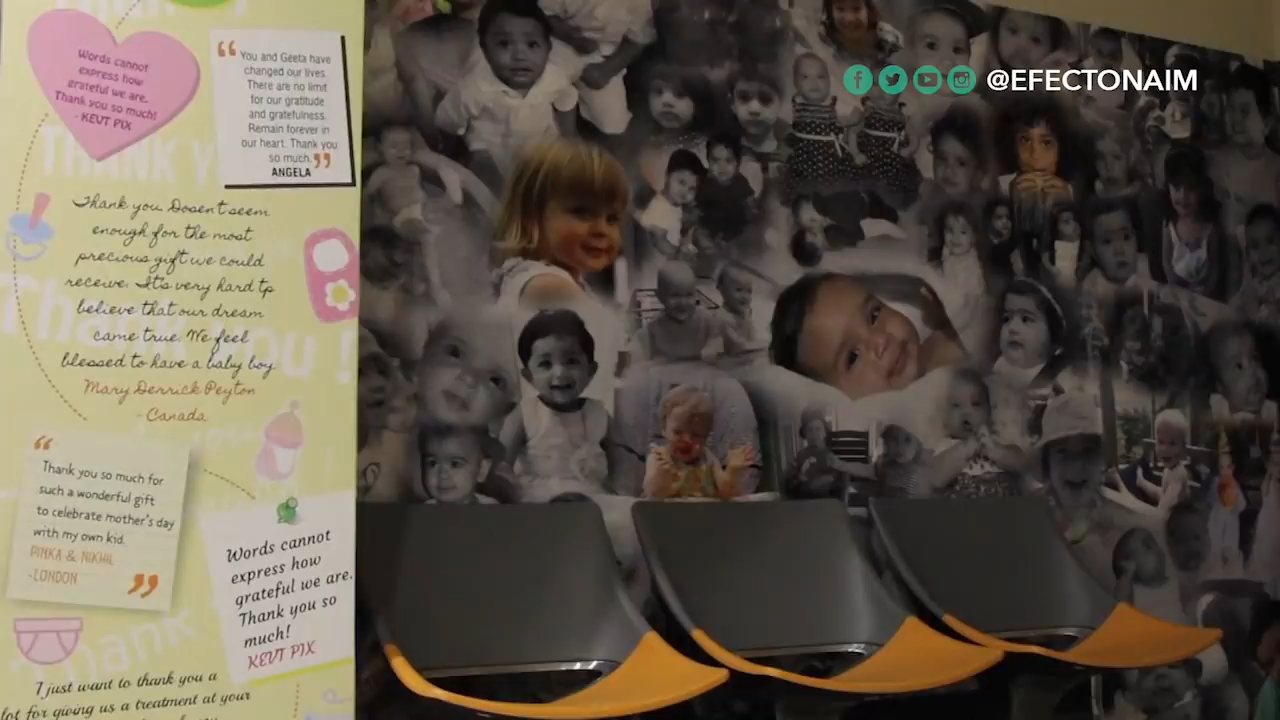 @EFECTONAIM
Words cannot
express how
grateful we are.
Thank you so much!
- KEVT PIX
“You and Geeta have
changed our lives.
There are no limit
for our gratitude
and gratefulness.
Remain forever in
our heart. Thank you
so much.”
ANGELA
THANK Y
Thank you. Dosen't seem
enough for the most
precious gift we could
receive. It's very hard tp
believe that our dream
came true. We feel
blessed to have a baby boy.
Mary Derrick Peyton
- Canada
“
Thank you so much for
such a wonderful gift
to celebrate mother's day
with my own kid.
PINKA & NIKHIL
-LONDON
”
Words cannot
express how
grateful we are.
Thank you so
much!
KEVT PIX
I just want to thank you a
lot for giving us a treatment at your